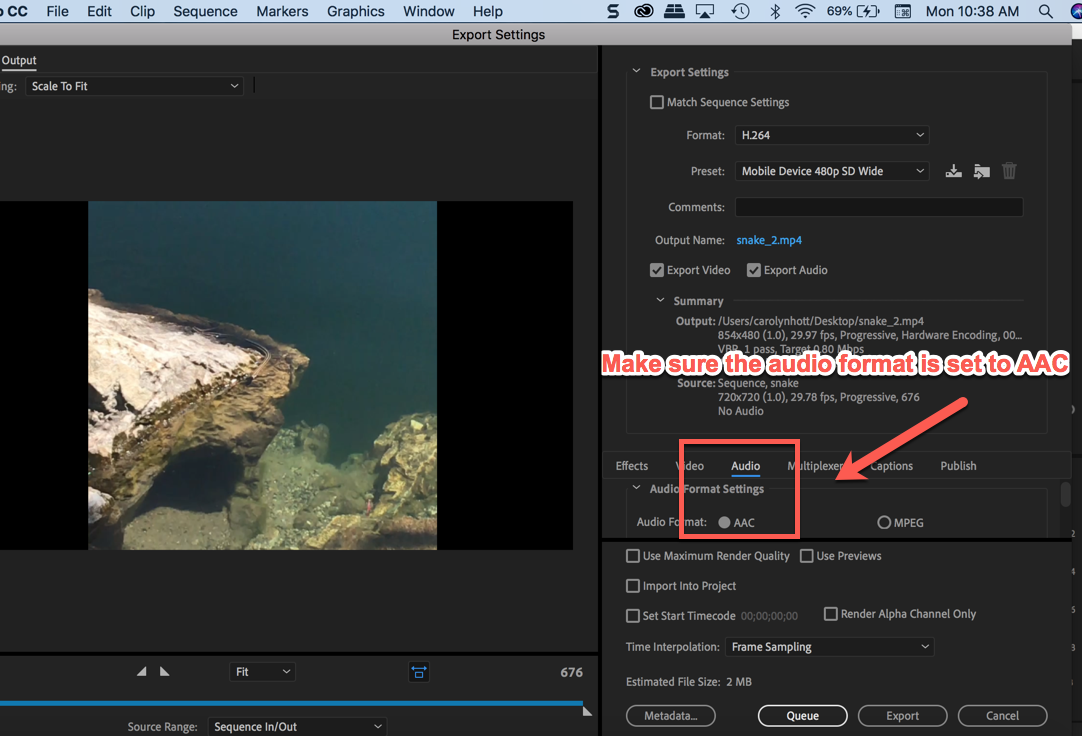 CC File Edit Clip Sequence Markers Graphics Window Help 69% Mon 10:38 AM
Export Settings
Output
ng: Scale To Fit
Export Settings
Match Sequence Settings
Format: H.264
Preset: Mobile Device 480p SD Wide
Comments:
Output Name: snake_2.mp4
Export Video Export Audio
Summary
Output: /Users/carolynhott/Desktop/snake_2.mp4
854x480 (1.0), 29.97 fps, Progressive, Hardware Encoding, 00...
VBR, 1 pass, Target 0.80 Mbps
Make sure the audio format is set to AAC
Source: Sequence, snake
720x720 (1.0), 29.78 fps, Progressive, 676
No Audio
Effects Video Audio Multiplexer Captions Publish
Audio Format Settings
Audio Format: AAC MPEG
Use Maximum Render Quality Use Previews
Import Into Project
Set Start Timecode 00;00;00;00 Render Alpha Channel Only
Time Interpolation: Frame Sampling
Fit 676
Estimated File Size: 2 MB
Source Range: Sequence In/Out
Metadata... Queue Export Cancel